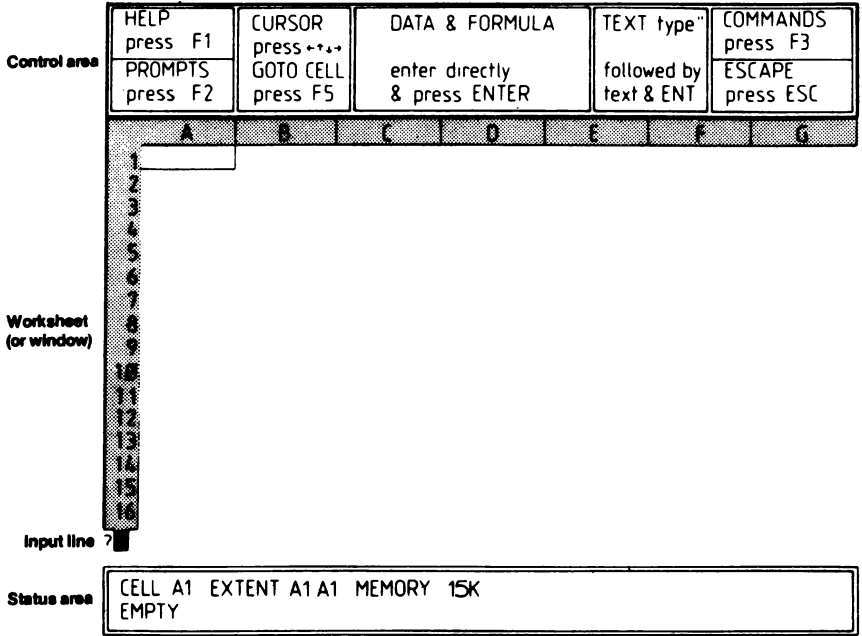 Control area
HELP
press F1
PROMPTS
press F2
CURSOR
press ←↑↓→
GOTO CELL
press F5
DATA & FORMULA
enter directly
& press ENTER
TEXT type"
followed by
text & ENT
COMMANDS
press F3
ESCAPE
press ESC
A B C D E F G
1
2
3
4
5
6
7
8
9
10
11
12
13
14
15
16
Worksheet
(or window)
Input line ?
Status area
CELL A1 EXTENT A1 A1 MEMORY 15K
EMPTY